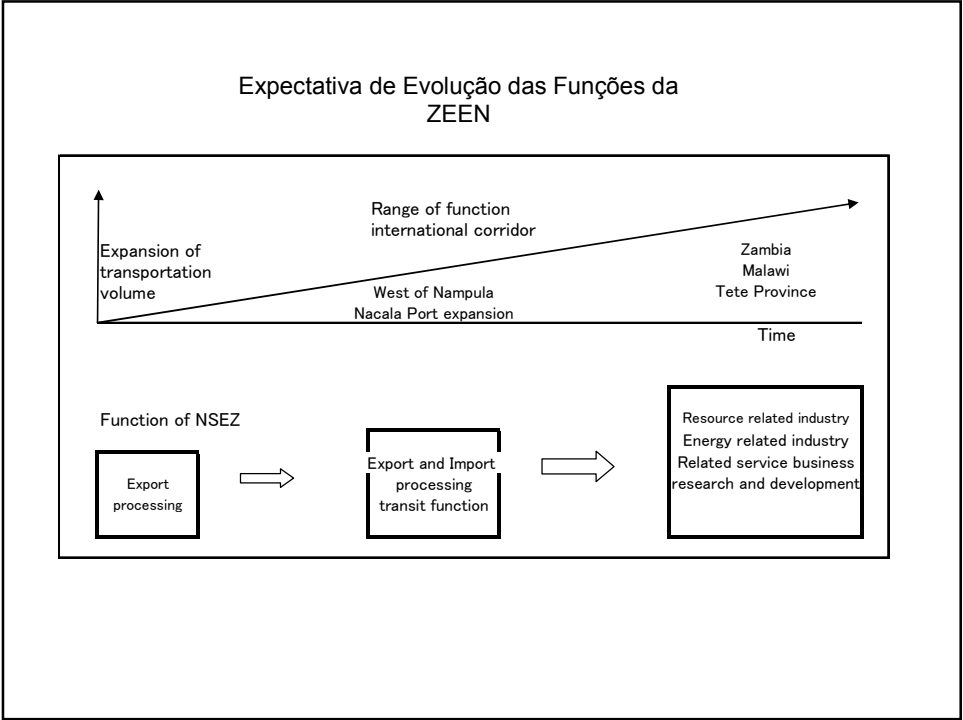 Expectativa de Evolução das Funções da
ZEEN
Range of function
international corridor
Expansion of
transportation
volume
Zambia
Malawi
Tete Province
West of Nampula
Nacala Port expansion
Time
Function of NSEZ
Export
processing
Export and Import
processing
transit function
Resource related industry
Energy related industry
Related service business
research and development